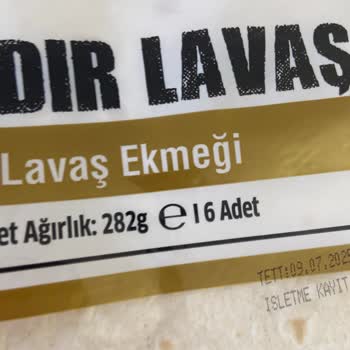 DIR LAVAŞ
Lavaş Ekmeği
et Ağırlık: 282g ℮ I 6 Adet
TETT:09.07.202
İŞLETME KAYIT